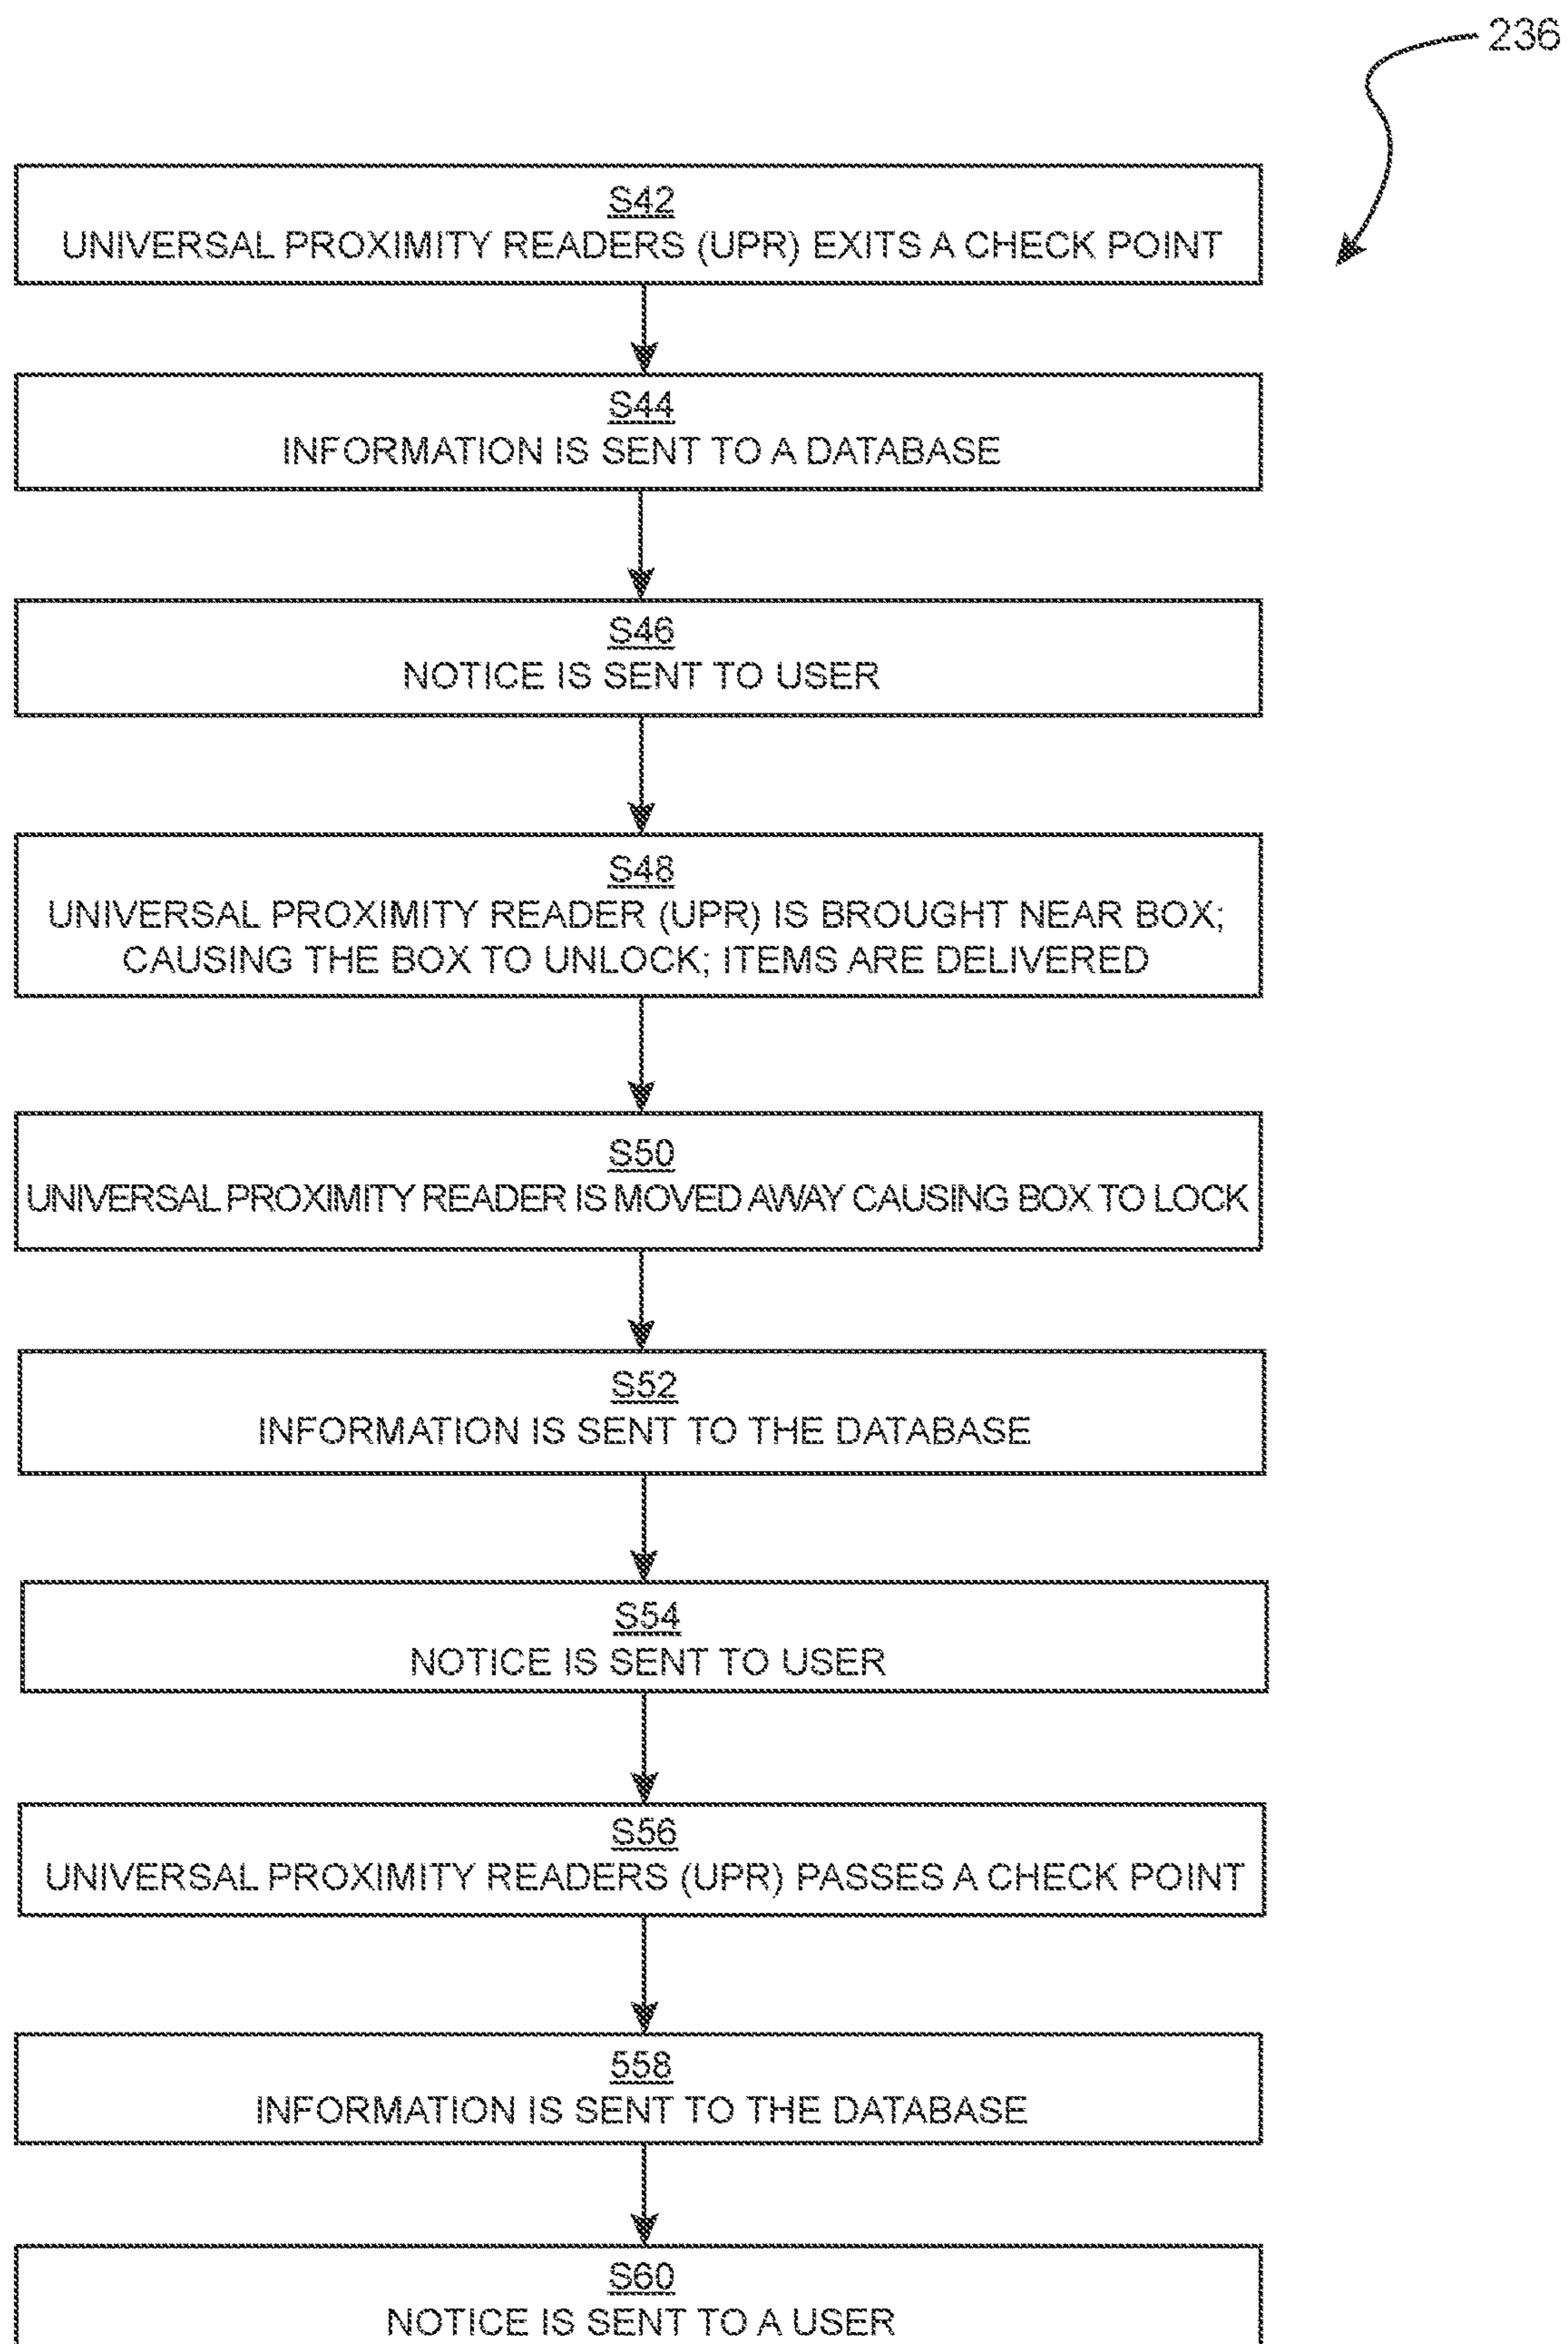 236
S42
UNIVERSAL PROXIMITY READERS (UPR) EXITS A CHECK POINT
S44
INFORMATION IS SENT TO A DATABASE
S46
NOTICE IS SENT TO USER
S48
UNIVERSAL PROXIMITY READER (UPR) IS BROUGHT NEAR BOX;
CAUSING THE BOX TO UNLOCK; ITEMS ARE DELIVERED
S50
UNIVERSAL PROXIMITY READER IS MOVED AWAY CAUSING BOX TO LOCK
S52
INFORMATION IS SENT TO THE DATABASE
S54
NOTICE IS SENT TO USER
S56
UNIVERSAL PROXIMITY READERS (UPR) PASSES A CHECK POINT
558
INFORMATION IS SENT TO THE DATABASE
S60
NOTICE IS SENT TO A USER